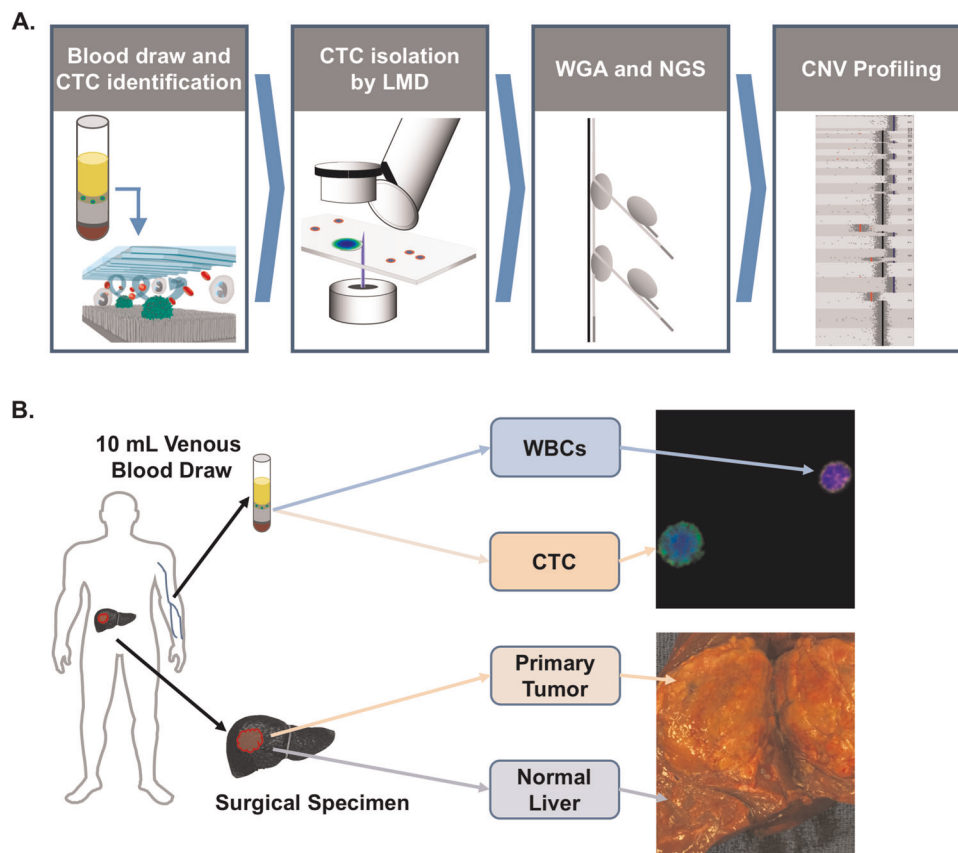 A.
Blood draw and
CTC identification
CTC isolation
by LMD
WGA and NGS
CNV Profiling
B.
10 mL Venous
Blood Draw
WBCs
CTC
Primary
Tumor
Normal
Liver
Surgical Specimen